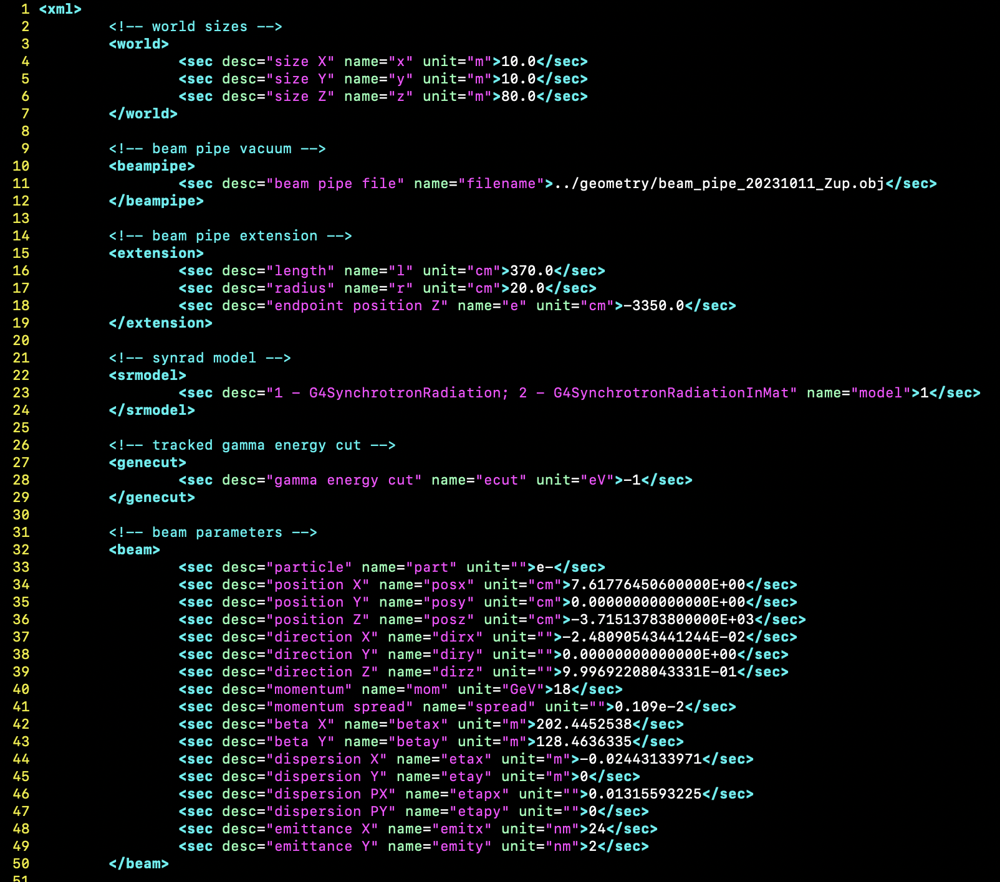 1 <xml>
2 <!-- world sizes -->
3 <world>
4 <sec desc="size X" name="x" unit="m">10.0</sec>
5 <sec desc="size Y" name="y" unit="m">10.0</sec>
6 <sec desc="size Z" name="z" unit="m">80.0</sec>
7 </world>
8
9 <!-- beam pipe vacuum -->
10 <beampipe>
11 <sec desc="beam pipe file" name="filename">../geometry/beam_pipe_20231011_Zup.obj</sec>
12 </beampipe>
13
14 <!-- beam pipe extension -->
15 <extension>
16 <sec desc="length" name="l" unit="cm">370.0</sec>
17 <sec desc="radius" name="r" unit="cm">20.0</sec>
18 <sec desc="endpoint position Z" name="e" unit="cm">-3350.0</sec>
19 </extension>
20
21 <!-- synrad model -->
22 <srmodel>
23 <sec desc="1 - G4SynchrotronRadiation; 2 - G4SynchrotronRadiationInMat" name="model">1</sec>
24 </srmodel>
25
26 <!-- tracked gamma energy cut -->
27 <genecut>
28 <sec desc="gamma energy cut" name="ecut" unit="eV">-1</sec>
29 </genecut>
30
31 <!-- beam parameters -->
32 <beam>
33 <sec desc="particle" name="part" unit="">e-</sec>
34 <sec desc="position X" name="posx" unit="cm">7.61776450600000E+00</sec>
35 <sec desc="position Y" name="posy" unit="cm">0.00000000000000E+00</sec>
36 <sec desc="position Z" name="posz" unit="cm">-3.71513783800000E+03</sec>
37 <sec desc="direction X" name="dirx" unit="">-2.48090543441244E-02</sec>
38 <sec desc="direction Y" name="diry" unit="">0.00000000000000E+00</sec>
39 <sec desc="direction Z" name="dirz" unit="">9.99692208043331E-01</sec>
40 <sec desc="momentum" name="mom" unit="GeV">18</sec>
41 <sec desc="momentum spread" name="spread" unit="">0.109e-2</sec>
42 <sec desc="beta X" name="betax" unit="m">202.4452538</sec>
43 <sec desc="beta Y" name="betay" unit="m">128.4636335</sec>
44 <sec desc="dispersion X" name="etax" unit="m">-0.02443133971</sec>
45 <sec desc="dispersion Y" name="etay" unit="m">0</sec>
46 <sec desc="dispersion PX" name="etapx" unit="">0.01315593225</sec>
47 <sec desc="dispersion PY" name="etapy" unit="">0</sec>
48 <sec desc="emittance X" name="emitx" unit="nm">24</sec>
49 <sec desc="emittance Y" name="emity" unit="nm">2</sec>
50 </beam>
51